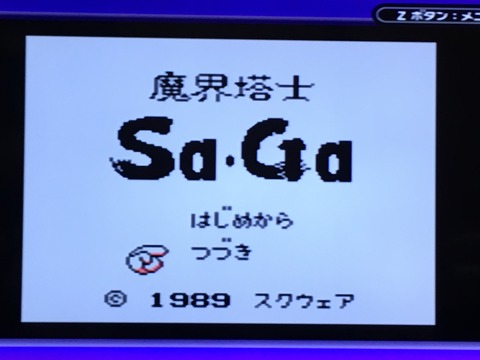 Z ボタン：メニ
魔界塔士
Sa・Ga
はじめから
つづき
© 1989 スクウェア